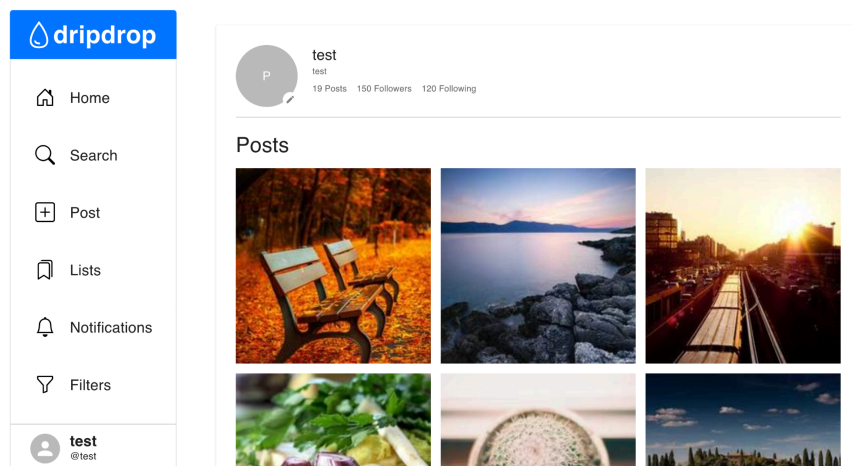 dripdrop
Home
Search
Post
Lists
Notifications
Filters
test
@test
P
test
test
19 Posts 150 Followers 120 Following
Posts